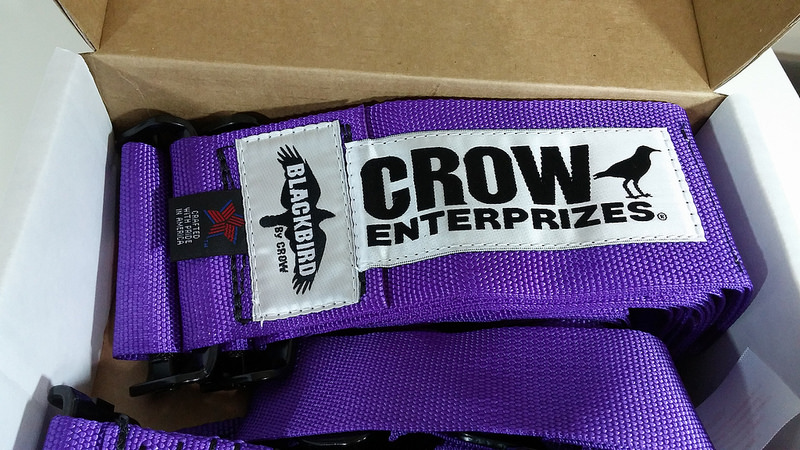 CRAFTED
WITH PRIDE
IN AMERICA
BLACKBIRD
By CROW
CROW
ENTERPRIZES®